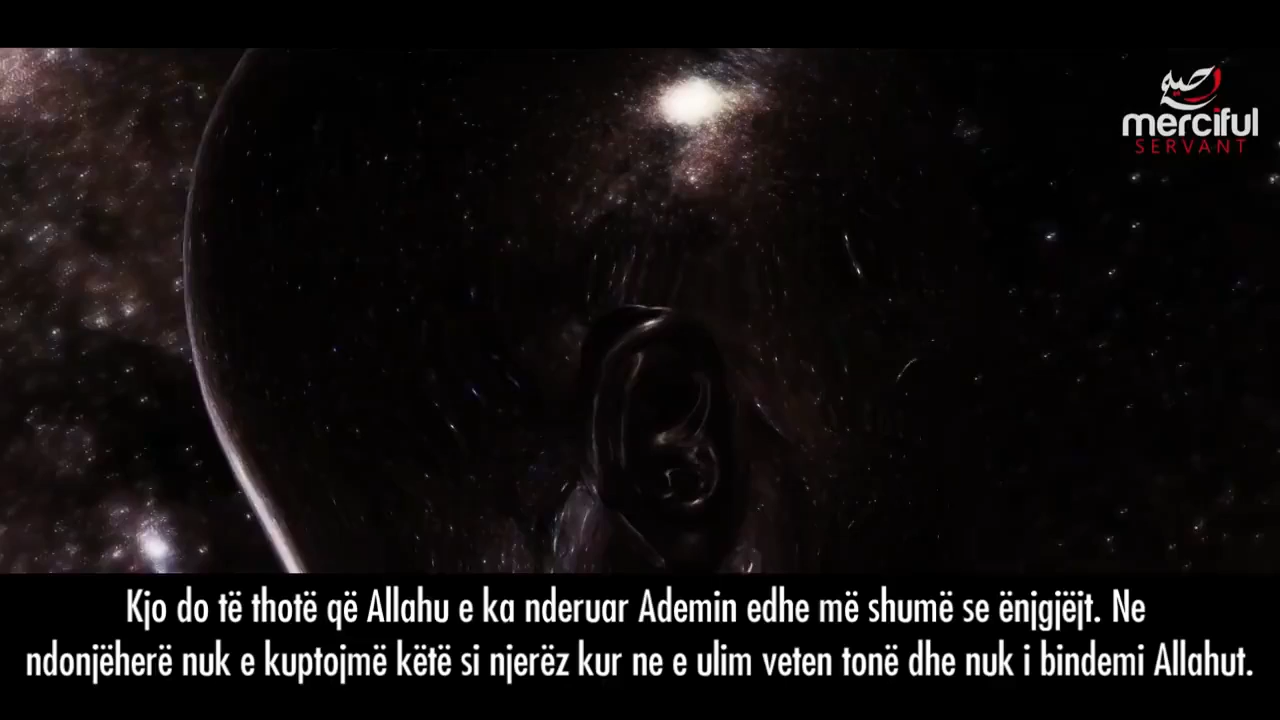 merciful
SERVANT
Kjo do të thotë që Allahu e ka nderuar Ademin edhe më shumë se ënjgjëjt. Ne
ndonjëherë nuk e kuptojmë këtë si njerëz kur ne e ulim veten tonë dhe nuk i bindemi Allahut.